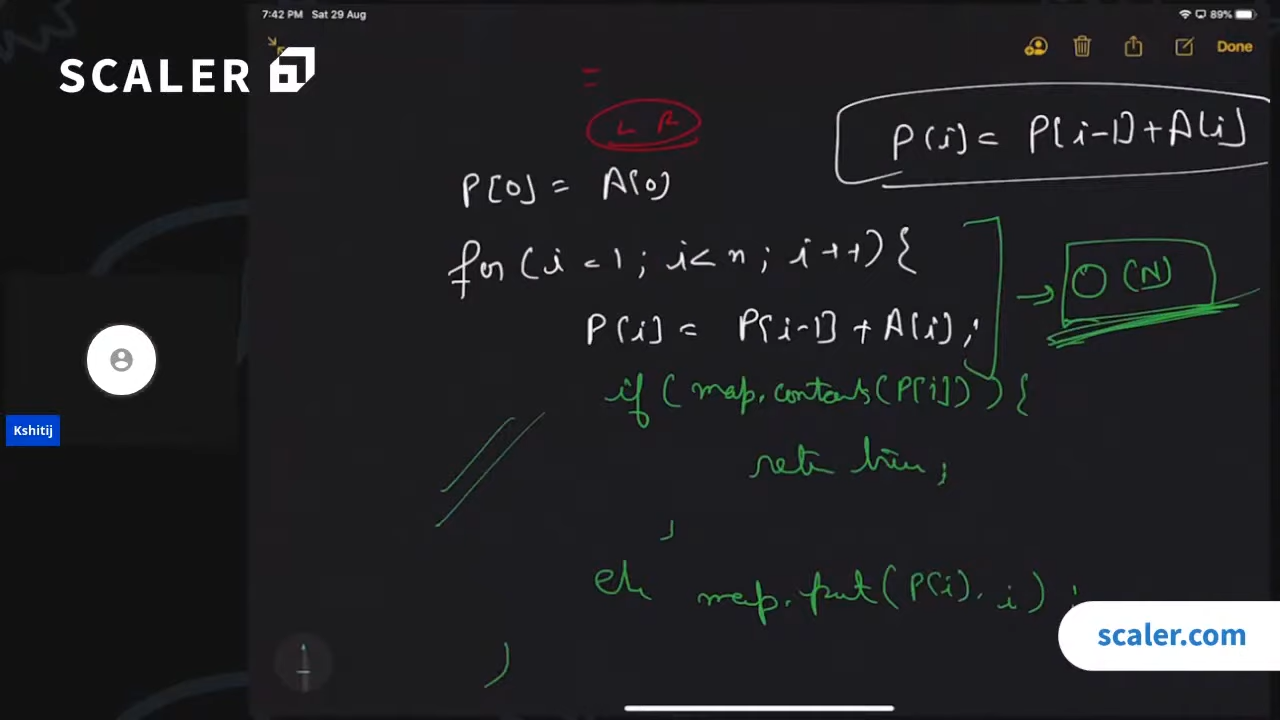 7:42 PM Sat 29 Aug
89%
SCALER
Done
=
L R
P[i] = P[i-1] + A[i]
P[0] = A[0]
for (i = 1; i < n; i++) {
→ O(N)
P[i] = P[i-1] + A[i];
if (map.contains(P[i])) {
Kshitij
return true;
}
else map.put(P[i], i);
scaler.com
}